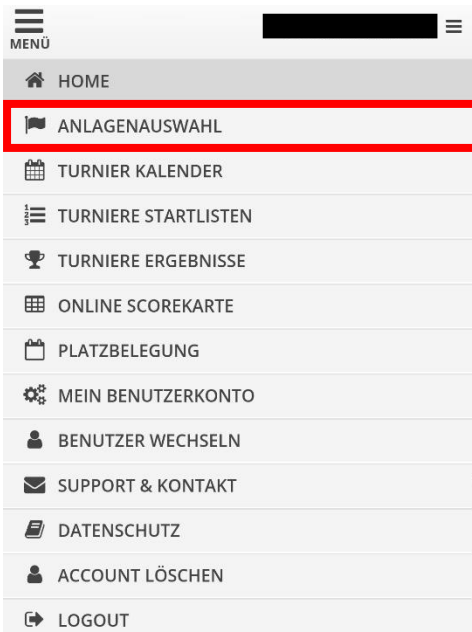 MENÜ
HOME
ANLAGENAUSWAHL
TURNIER KALENDER
TURNIERE STARTLISTEN
TURNIERE ERGEBNISSE
ONLINE SCOREKARTE
PLATZBELEGUNG
MEIN BENUTZERKONTO
BENUTZER WECHSELN
SUPPORT & KONTAKT
DATENSCHUTZ
ACCOUNT LÖSCHEN
LOGOUT